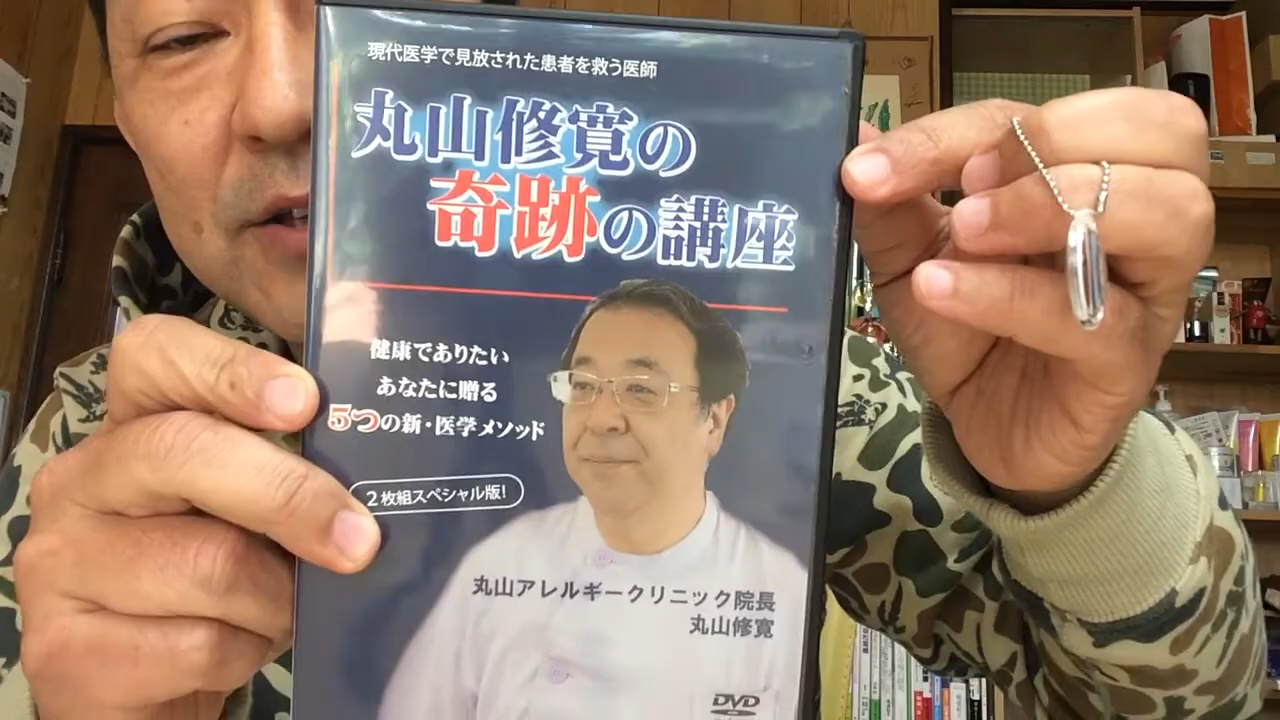 現代医学で見放された患者を救う医師
丸山修寛の
奇跡の講座
健康でありたい
あなたに贈る
5つの新・医学メソッド
2枚組スペシャル版!
丸山アレルギークリニック院長
丸山修寛
DVD